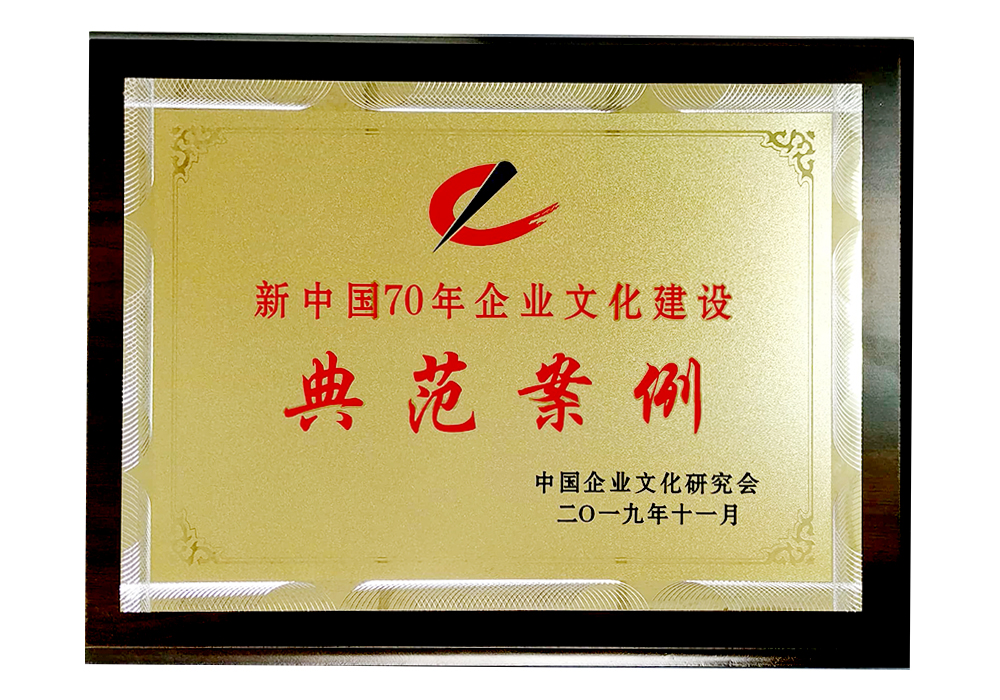 新中国70年企业文化建设
典范案例
中国企业文化研究会
二〇一九年十一月